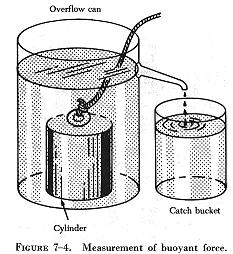 Overflow can
Catch bucket
Cylinder
FIGURE 7–4. Measurement of buoyant force.